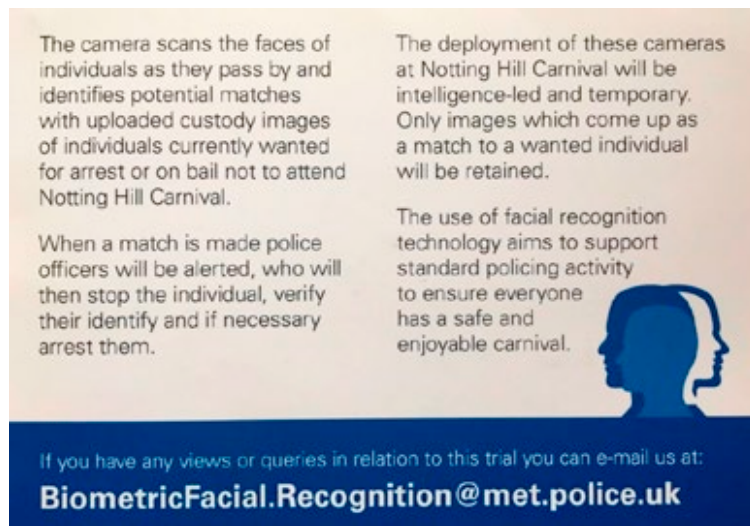 The camera scans the faces of
individuals as they pass by and
identifies potential matches
with uploaded custody images
of individuals currently wanted
for arrest or on bail not to attend
Notting Hill Carnival.
When a match is made police
officers will be alerted, who will
then stop the individual, verify
their identify and if necessary
arrest them.
The deployment of these cameras
at Notting Hill Carnival will be
intelligence-led and temporary.
Only images which come up as
a match to a wanted individual
will be retained.
The use of facial recognition
technology aims to support
standard policing activity
to ensure everyone
has a safe and
enjoyable carnival.
If you have any views or queries in relation to this trial you can e-mail us at:
BiometricFacial.Recognition@met.police.uk